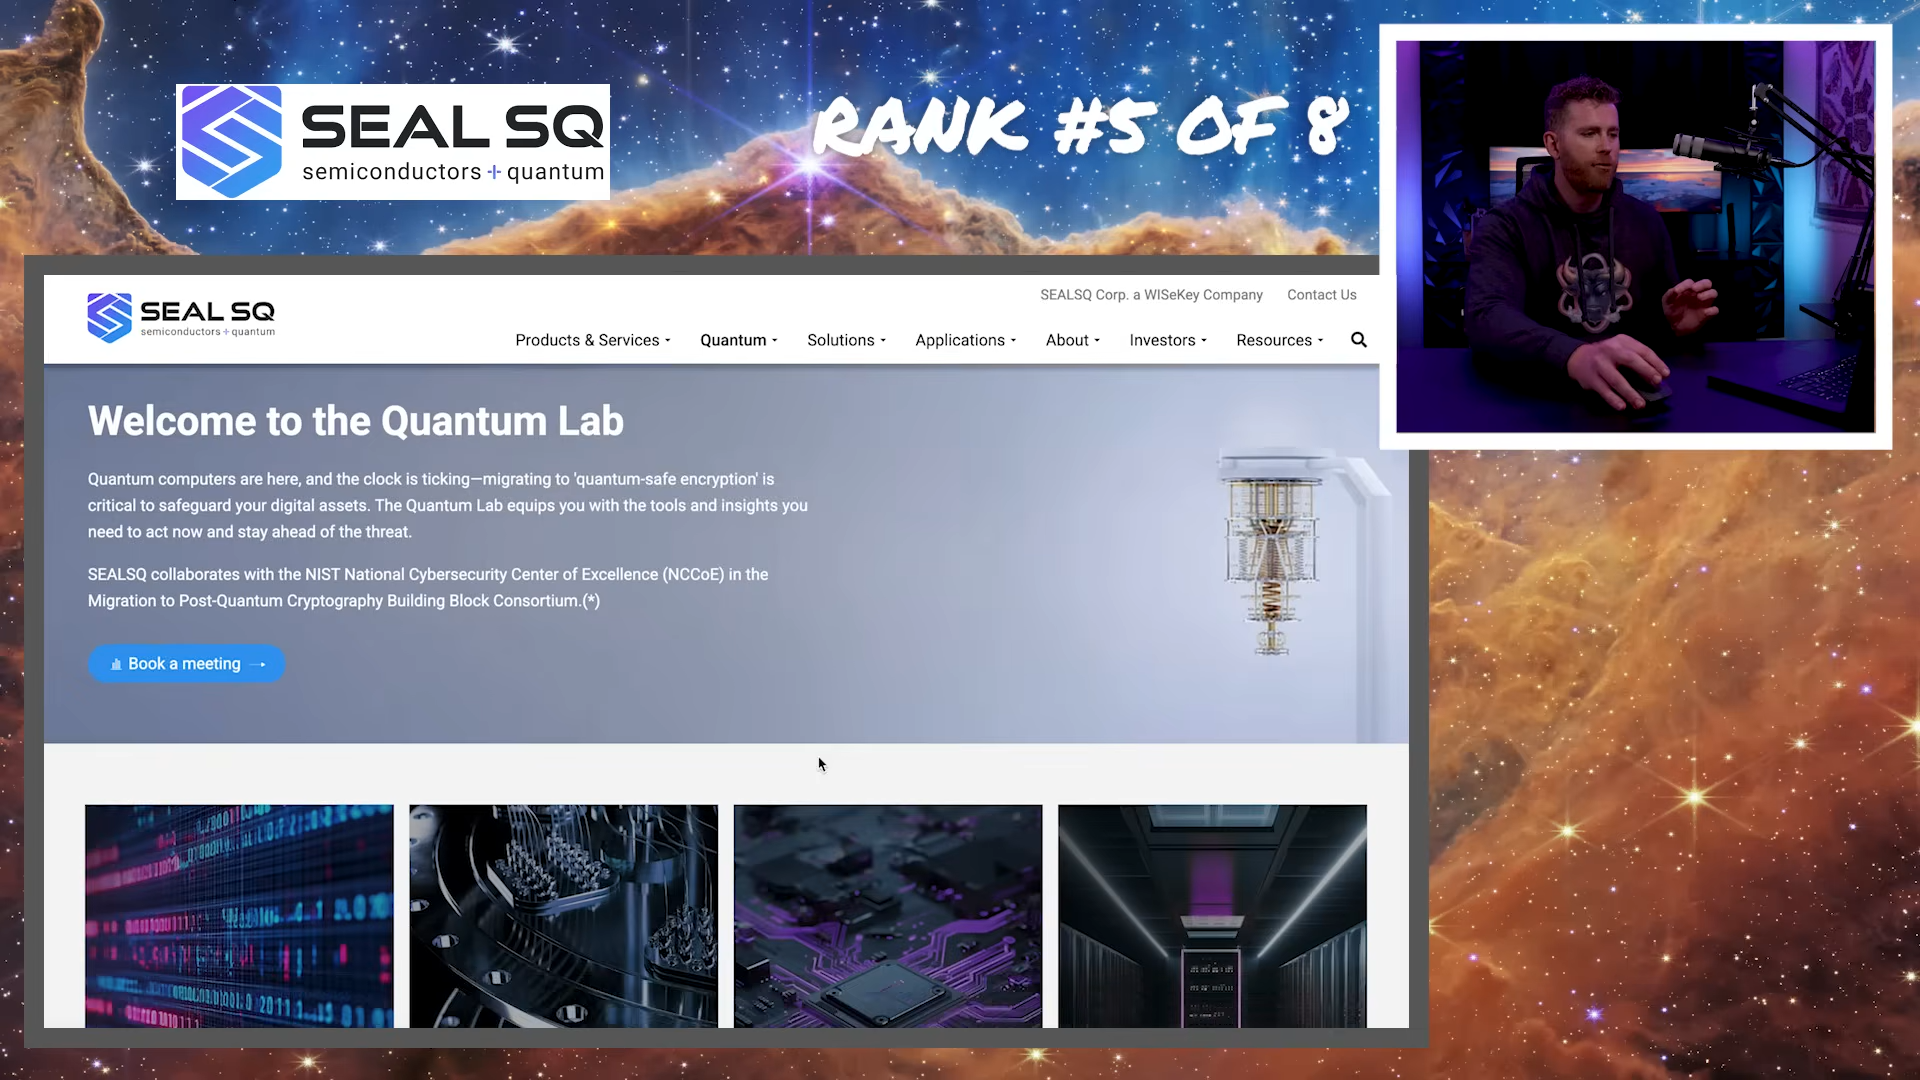 SEAL SQ
semiconductors + quantum
RANK #5 OF 8
SEALSQ Corp. a WISeKey Company
Contact Us
SEAL SQ
semiconductors + quantum
Products & Services
Quantum
Solutions
Applications
About
Investors
Resources
Welcome to the Quantum Lab
Quantum computers are here, and the clock is ticking—migrating to 'quantum-safe encryption' is
critical to safeguard your digital assets. The Quantum Lab equips you with the tools and insights you
need to act now and stay ahead of the threat.
SEALSQ collaborates with the NIST National Cybersecurity Center of Excellence (NCCoE) in the
Migration to Post-Quantum Cryptography Building Block Consortium.(*)
Book a meeting →